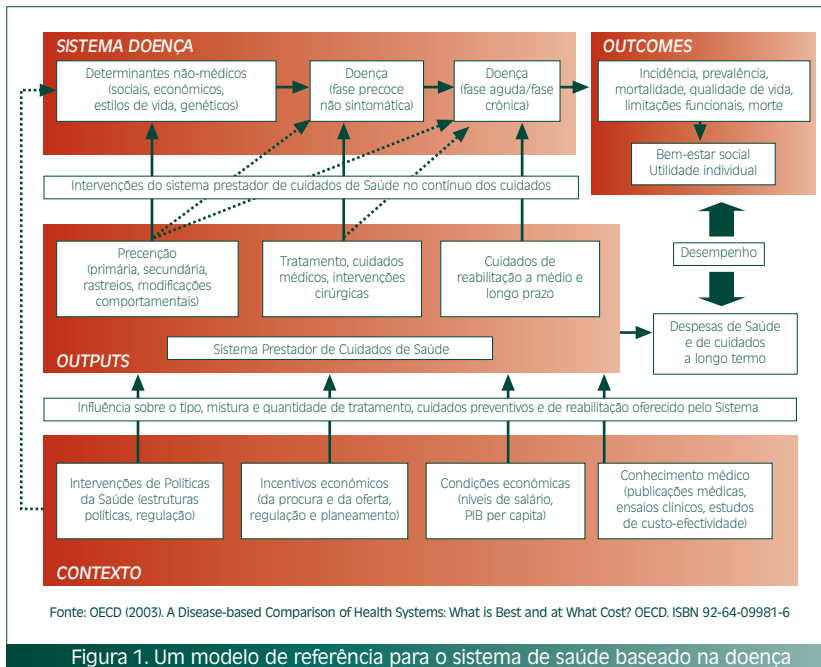 SISTEMA DOENÇA
Determinantes não-médicos
(sociais, económicos,
estilos de vida, genéticos)
Doença
(fase precoce
não sintomática)
Doença
(fase aguda/fase
crónica)
OUTCOMES
Incidência, prevalência,
mortalidade, qualidade de vida,
limitações funcionais, morte
Bem-estar social
Utilidade individual
Intervenções do sistema prestador de cuidados de Saúde no contínuo dos cuidados
Desempenho
Precenção
(primária, secundária,
rastreios, modificações
comportamentais)
Tratamento, cuidados
médicos, intervenções
cirúrgicas
Cuidados de
reabilitação a médio e
longo prazo
Despesas de Saúde
e de cuidados
a longo termo
Sistema Prestador de Cuidados de Saúde
OUTPUTS
Influência sobre o tipo, mistura e quantidade de tratamento, cuidados preventivos e de reabilitação oferecido pelo Sistema
Intervenções de Políticas
da Saúde (estruturas
políticas, regulação)
Incentivos económicos
(da procura e da oferta,
regulação e planeamento)
Condições económicas
(níveis de salário,
PIB per capita)
Conhecimento médico
(publicações médicas,
ensaios clínicos, estudos
de custo-efectividade)
CONTEXTO
Fonte: OECD (2003). A Disease-based Comparison of Health Systems: What is Best and at What Cost? OECD. ISBN 92-64-09981-6
Figura 1. Um modelo de referência para o sistema de saúde baseado na doença